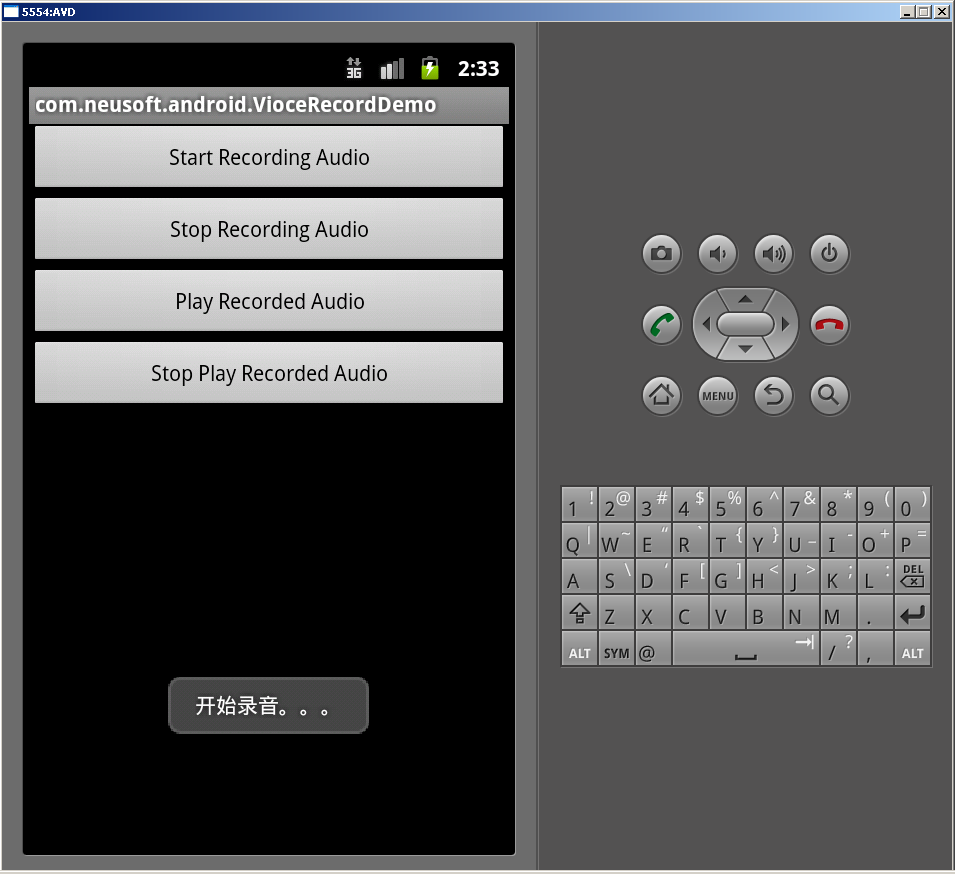 5554:AVD
3G 2:33
com.neusoft.android.VioceRecordDemo
Start Recording Audio
Stop Recording Audio
Play Recorded Audio
Stop Play Recorded Audio
开始录音。。。
MENU
1 ! 2 @ 3 # 4 $ 5 % 6 ^ 7 & 8 * 9 ( 0 )
Q | W ~ E “ R ` T { Y } U _ I - O + P =
A S \ D ‘ F [ G ] H < J > K ; L : DEL
Z X C V B N M .
ALT SYM @ / ? , ALT